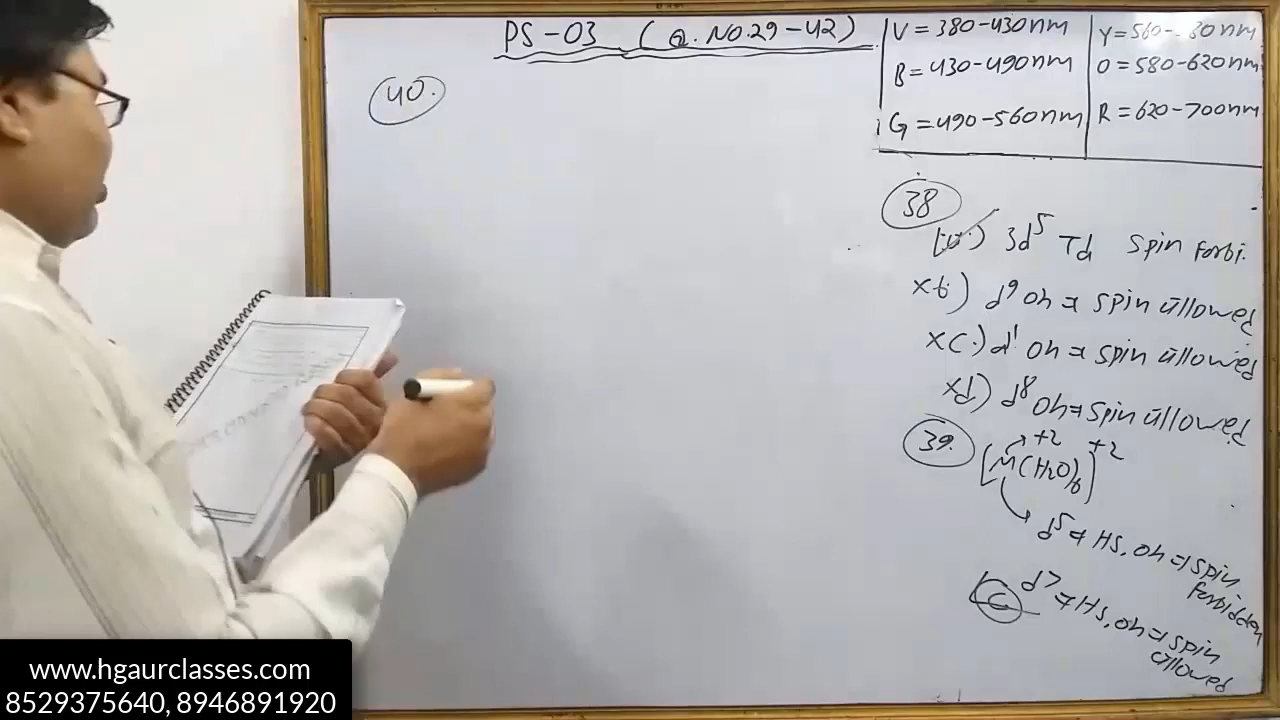 PS-03 (Q. NO. 29-42)
V = 380-430nm
B = 430-490nm
G = 490-560nm
Y = 560- 80nm
O = 580-620nm
R = 620-700nm
40.
38
(a.) 3d⁵ Td Spin Forbi.
x b) d⁹ Oh ⇒ spin allowed
x c.) d¹ Oh ⇒ spin allowed
x d) d⁸ Oh ⇒ spin allowed
39.
+2
[M(H₂O)₆]⁺²
d⁵ ⇒ HS, Oh ⇒ spin
forbidden
C d⁷ ⇒ HS, Oh ⇒ spin
allowed
www.hgaurclasses.com
8529375640, 8946891920